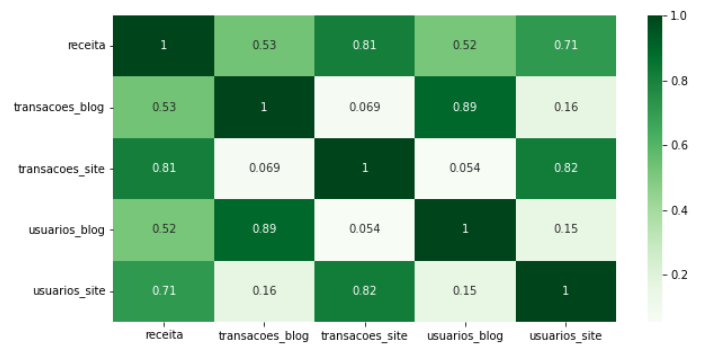 receita 1 0.53 0.81 0.52 0.71
transacoes_blog 0.53 1 0.069 0.89 0.16
transacoes_site 0.81 0.069 1 0.054 0.82
usuarios_blog 0.52 0.89 0.054 1 0.15
usuarios_site 0.71 0.16 0.82 0.15 1
receita transacoes_blog transacoes_site usuarios_blog usuarios_site
1.0
0.8
0.6
0.4
0.2